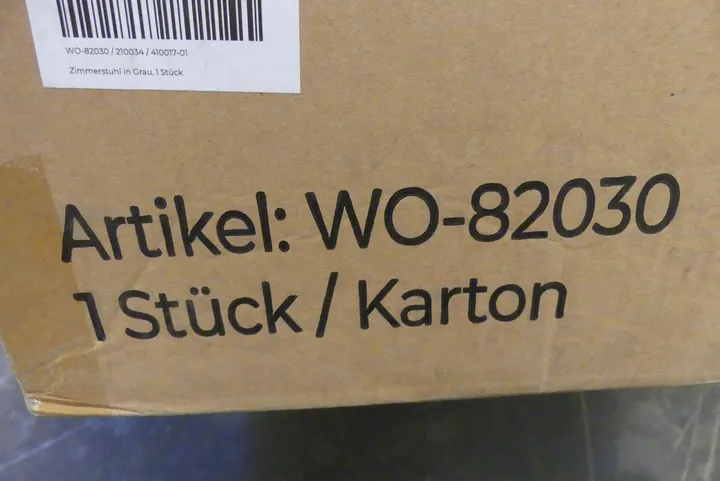 WO-82030 / 210034 / 410017-01
Zimmerstuhl in Grau, 1 Stück
Artikel: WO-82030
1 Stück / Karton